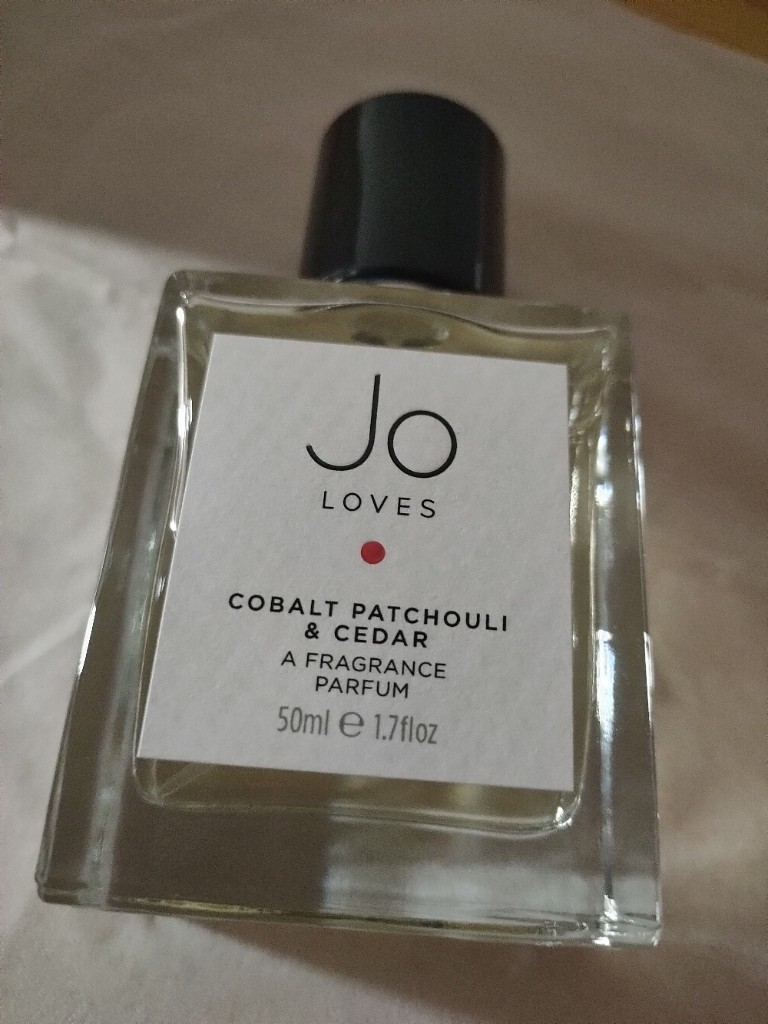 Jo
LOVES
COBALT PATCHOULI
& CEDAR
A FRAGRANCE
PARFUM
50ml ℮ 1.7floz